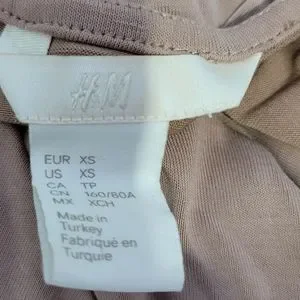 H&M
EUR XS
US XS
CA TP
CN 160/80A
MX XCH
Made in
Turkey
Fabriqué en
Turquie